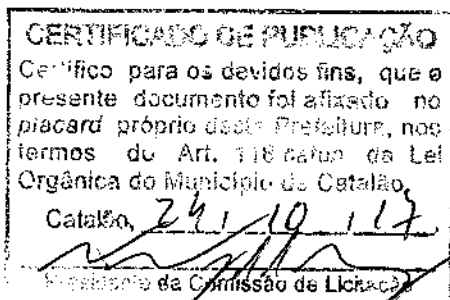 CERTIFICADO DE PUBLICAÇÃO
Certifico para os devidos fins, que o
presente documento foi afixado no
placard próprio desta Prefeitura, nos
termos do Art. 118 da Lei
Orgânica do Município de Catalão.
Catalão, 24 / 10 / 17
Presidente da Comissão de Licitação